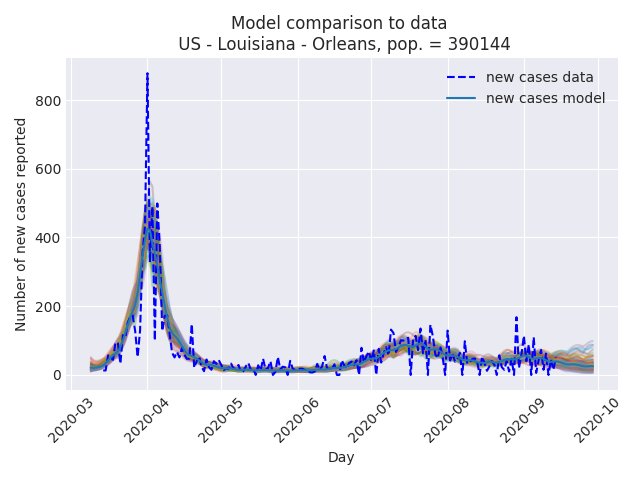 Model comparison to data
US - Louisiana - Orleans, pop. = 390144
new cases data
new cases model
Number of new cases reported
800
600
400
200
0
2020-03
2020-04
2020-05
2020-06
2020-07
2020-08
2020-09
2020-10
Day